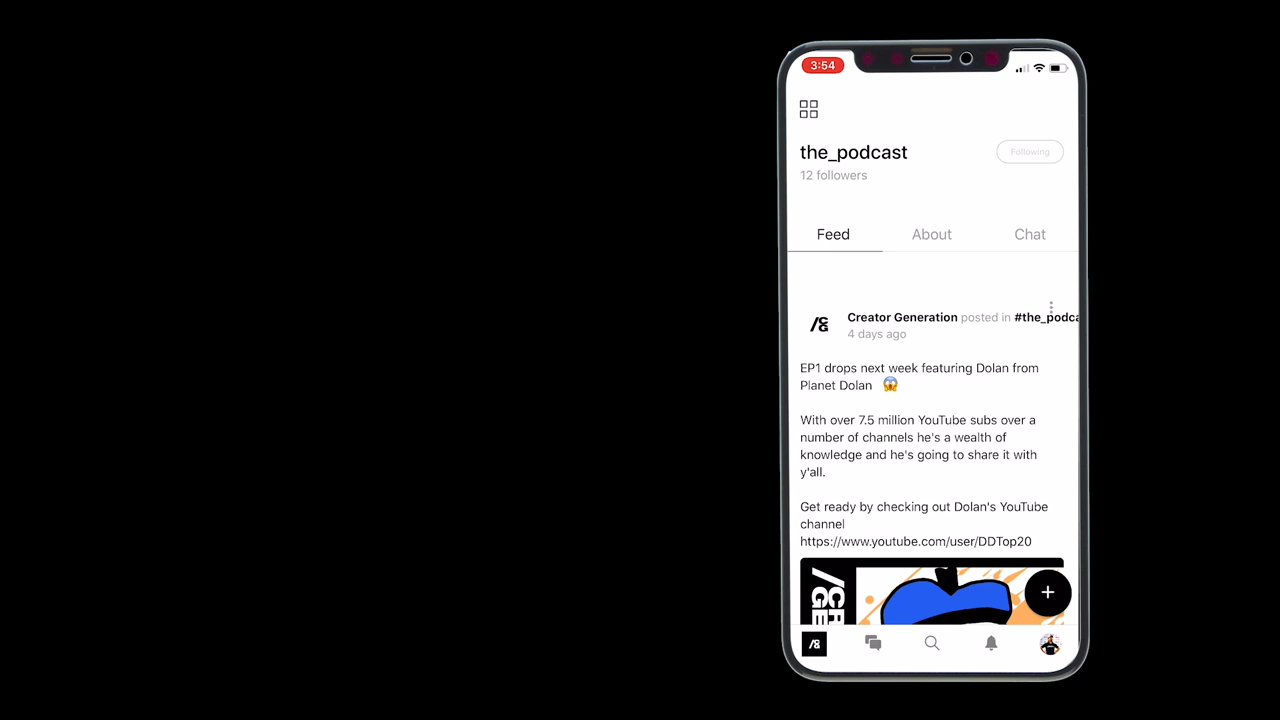 3:54
the_podcast
Following
12 followers
Feed About Chat
Creator Generation posted in #the_podca
4 days ago
EP1 drops next week featuring Dolan from
Planet Dolan 😱
With over 7.5 million YouTube subs over a
number of channels he's a wealth of
knowledge and he's going to share it with
y'all.
Get ready by checking out Dolan's YouTube
channel
https://www.youtube.com/user/DDTop20
/CG